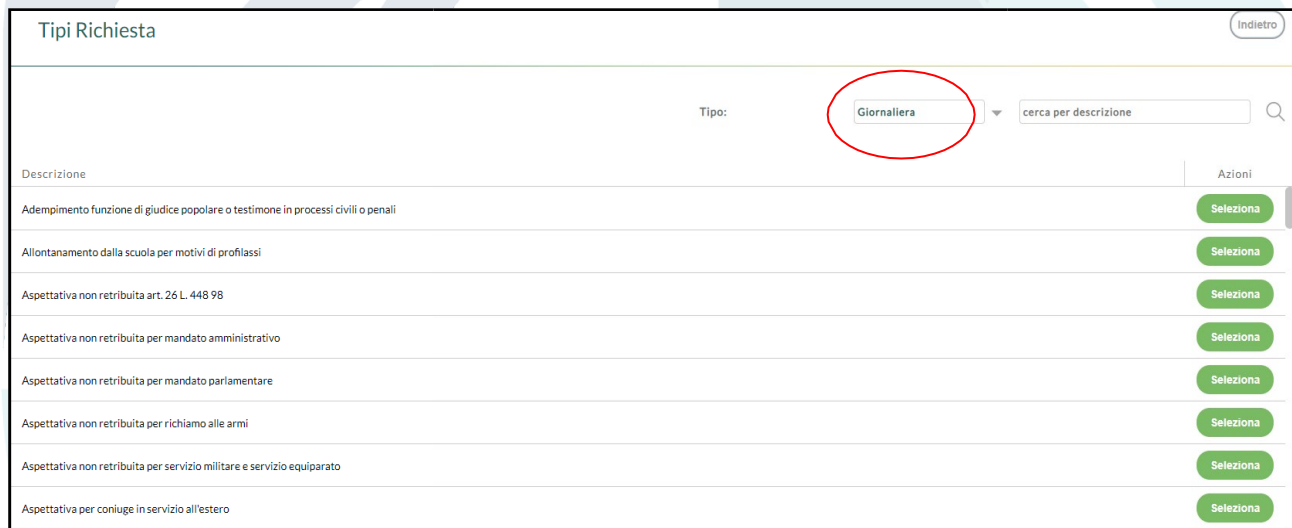 Tipi Richiesta
Indietro
Tipo:
Giornaliera
cerca per descrizione
Descrizione
Azioni
Adempimento funzione di giudice popolare o testimone in processi civili o penali
Seleziona
Allontanamento dalla scuola per motivi di profilassi
Seleziona
Aspettativa non retribuita art. 26 L. 448 98
Seleziona
Aspettativa non retribuita per mandato amministrativo
Seleziona
Aspettativa non retribuita per mandato parlamentare
Seleziona
Aspettativa non retribuita per richiamo alle armi
Seleziona
Aspettativa non retribuita per servizio militare e servizio equiparato
Seleziona
Aspettativa per coniuge in servizio all'estero
Seleziona